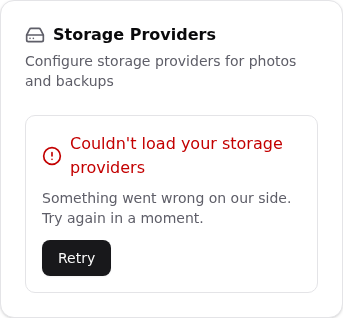 Storage Providers
Configure storage providers for photos
and backups
Couldn't load your storage
providers
Something went wrong on our side.
Try again in a moment.
Retry